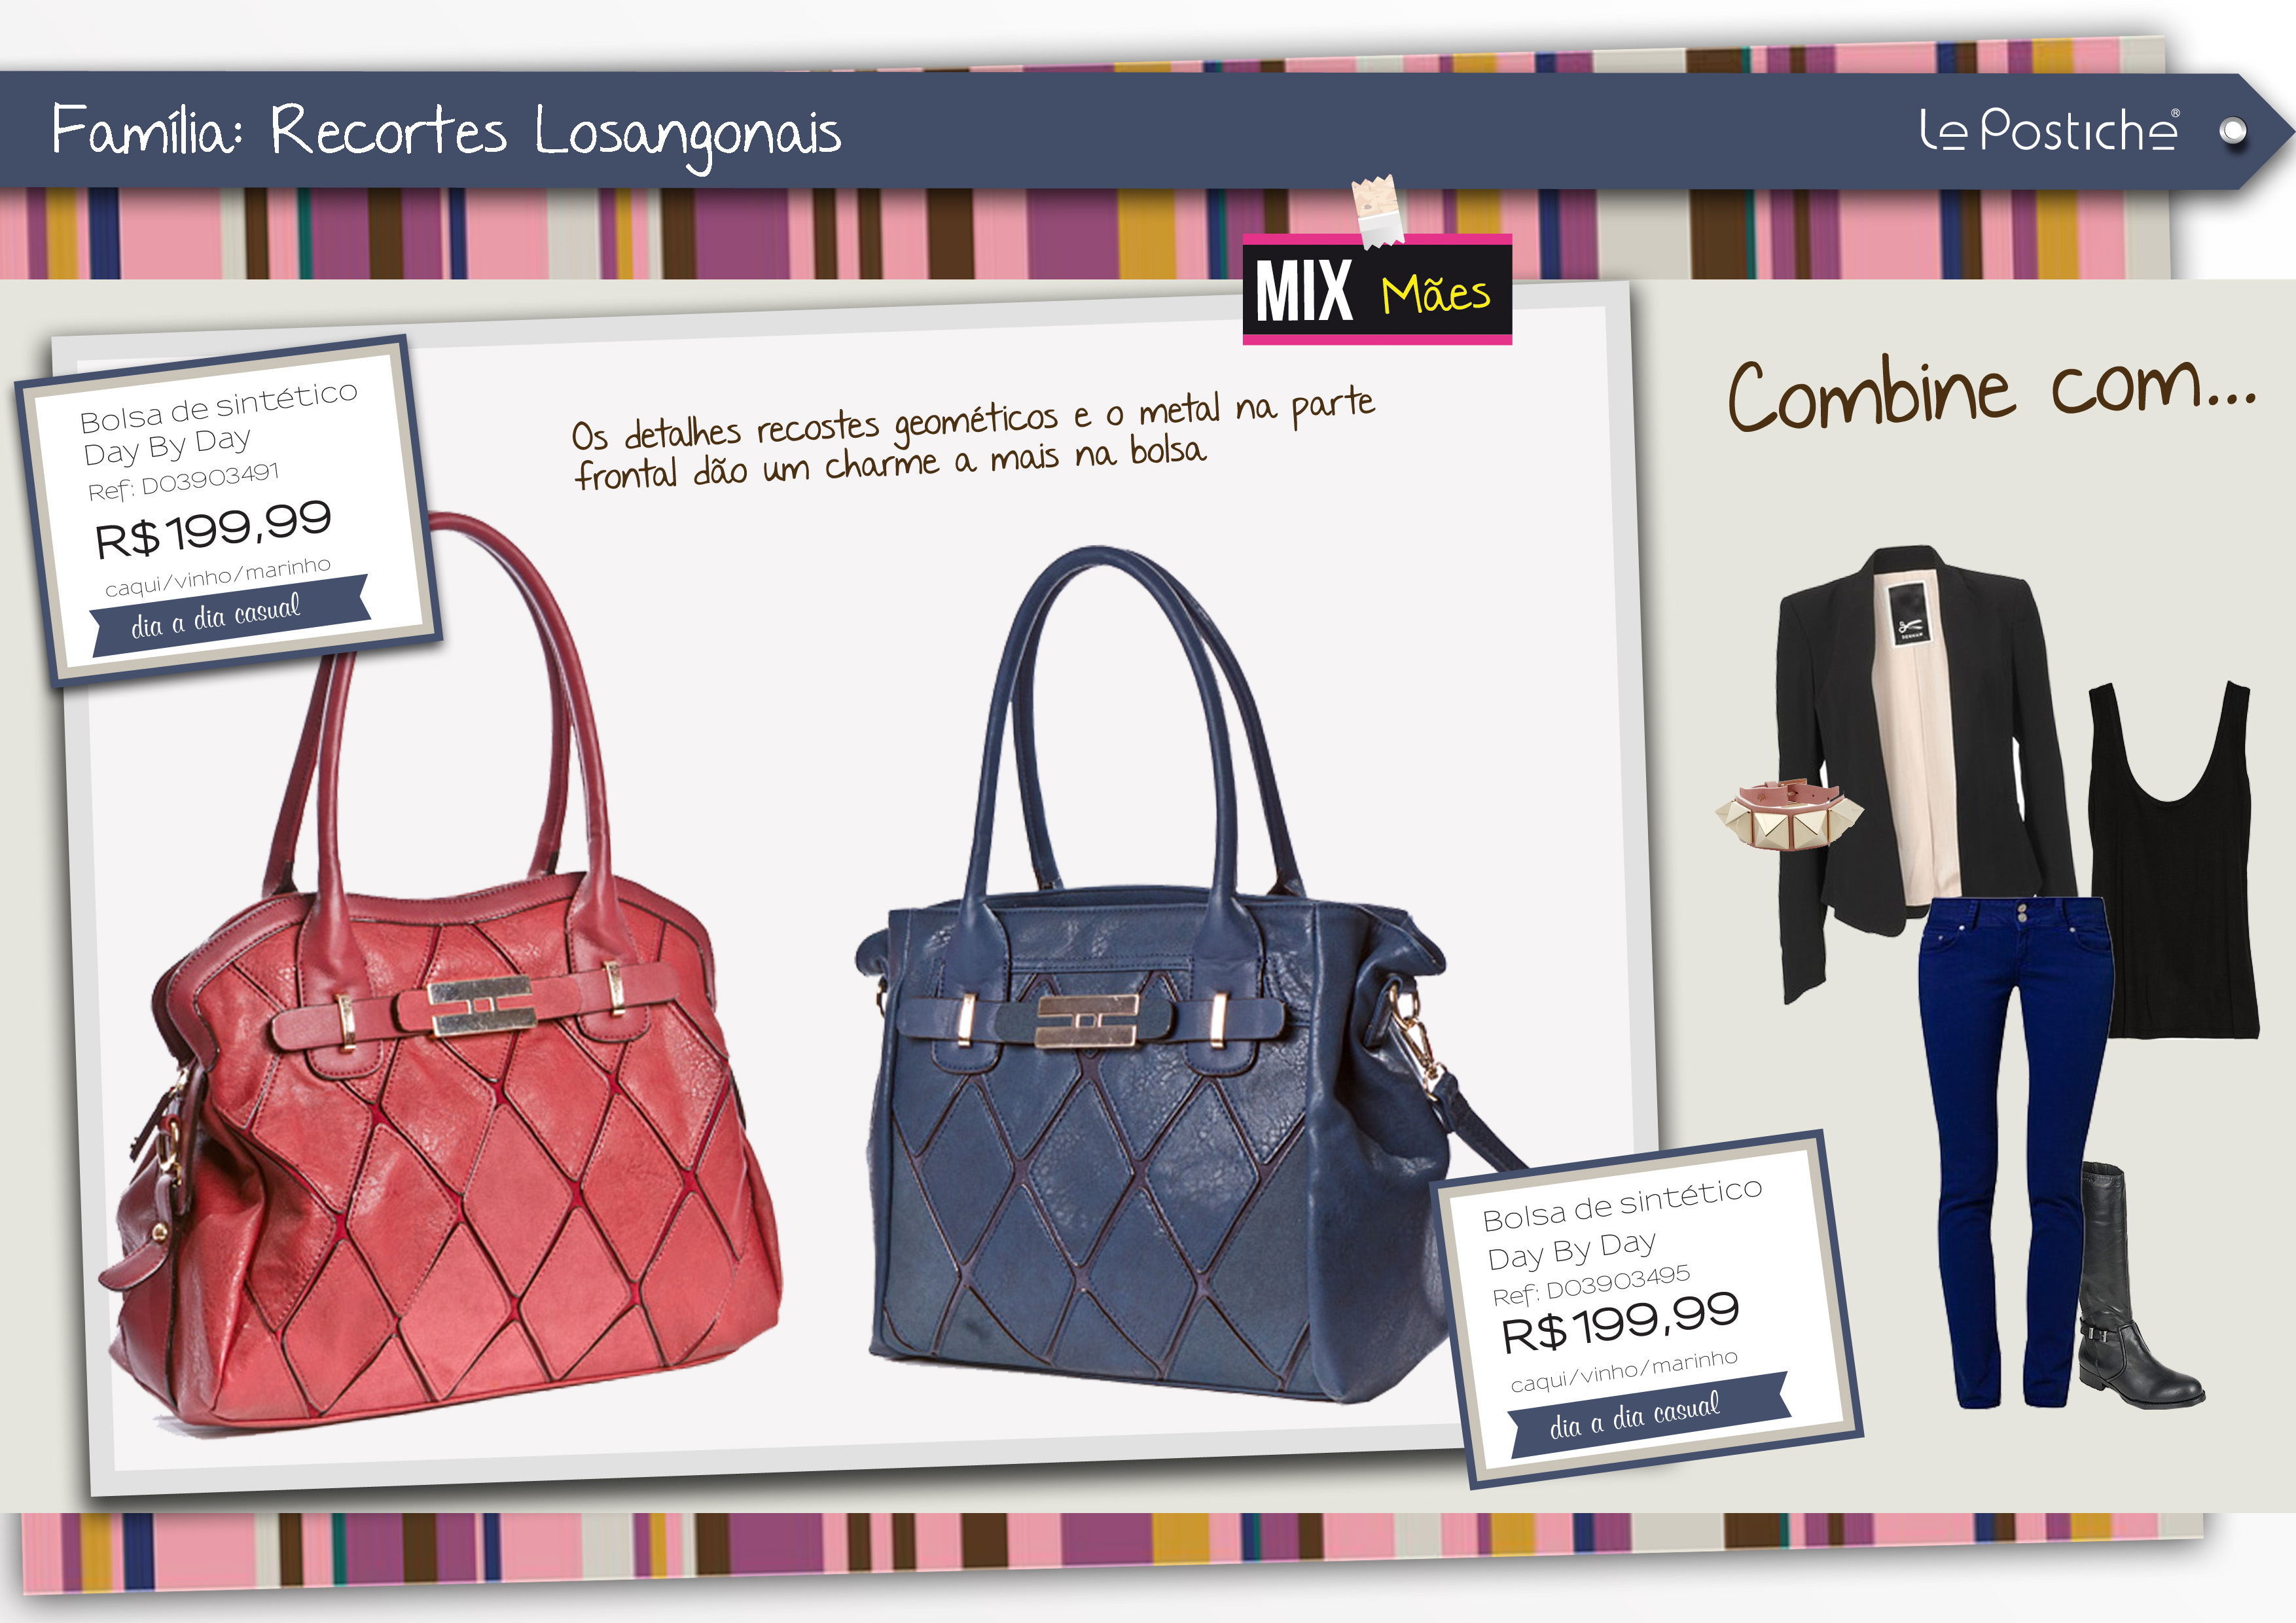 Família: Recortes Losangonais
Le Postiche®
MIX Mães
Bolsa de sintético
Day By Day
Ref: D03903491
R$199,99
caqui/vinho/marinho
dia a dia casual
Os detalhes recostes geométicos e o metal na parte
frontal dão um charme a mais na bolsa
Combine com...
DENHAM
Bolsa de sintético
Day By Day
Ref: D03903495
R$199,99
caqui/vinho/marinho
dia a dia casual